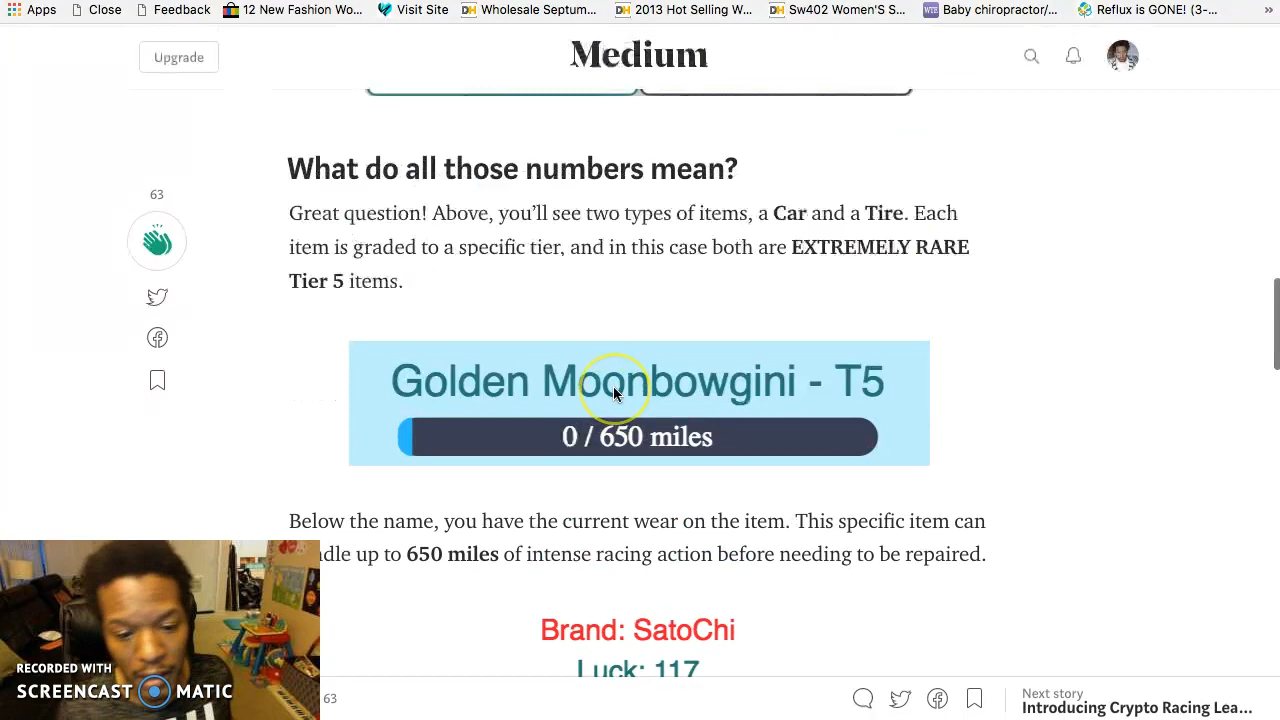 Apps Close Feedback 12 New Fashion Wo... Visit Site Wholesale Septum... 2013 Hot Selling W... Sw402 Women'S S... Baby chiropractor/... Reflux is GONE! (3-... »
Upgrade
Medium
What do all those numbers mean?
63
Great question! Above, you'll see two types of items, a Car and a Tire. Each
item is graded to a specific tier, and in this case both are EXTREMELY RARE
Tier 5 items.
Golden Moonbowgini - T5
0 / 650 miles
Below the name, you have the current wear on the item. This specific item can
up to 650 miles of intense racing action before needing to be repaired.
Brand: SatoChi
Luck: 117
RECORDED WITH
SCREENCAST MATIC
63
Next story
Introducing Crypto Racing Lea...